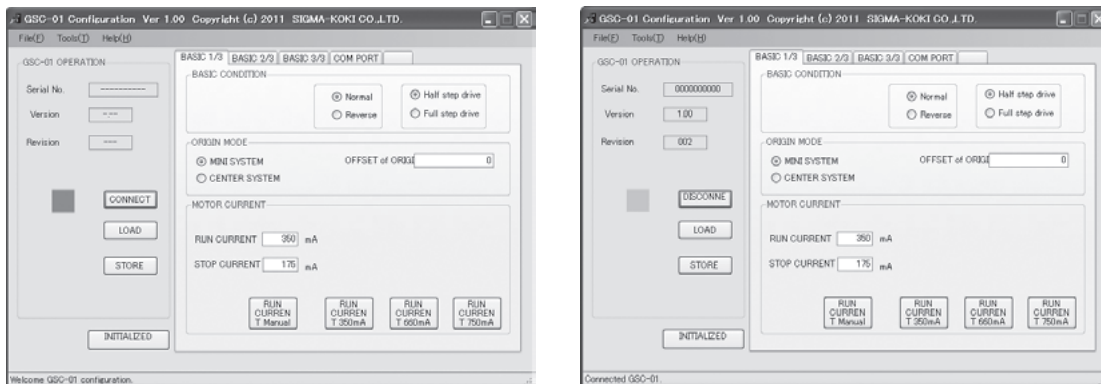 GSC-01 Configuration Ver 1.00 Copyright (c) 2011 SIGMA-KOKI CO.,LTD.
File(F) Tools(T) Help(H)
GSC-01 OPERATION
Serial No. ----------
Version -.--
Revision ---
CONNECT
LOAD
STORE
INITIALIZED
BASIC 1/3 BASIC 2/3 BASIC 3/3 COM PORT
BASIC CONDITION
Normal Half step drive
Reverse Full step drive
ORIGIN MODE
MINI SYSTEM OFFSET of ORIGI 0
CENTER SYSTEM
MOTOR CURRENT
RUN CURRENT 350 mA
STOP CURRENT 175 mA
RUN CURREN T Manual
RUN CURREN T 350mA
RUN CURREN T 660mA
RUN CURREN T 750mA
Welcome GSC-01 configuration.
GSC-01 Configuration Ver 1.00 Copyright (c) 2011 SIGMA-KOKI CO.,LTD.
File(F) Tools(T) Help(H)
GSC-01 OPERATION
Serial No. 0000000000
Version 1.00
Revision 002
DISCONNE
LOAD
STORE
INITIALIZED
BASIC 1/3 BASIC 2/3 BASIC 3/3 COM PORT
BASIC CONDITION
Normal Half step drive
Reverse Full step drive
ORIGIN MODE
MINI SYSTEM OFFSET of ORIGI 0
CENTER SYSTEM
MOTOR CURRENT
RUN CURRENT 350 mA
STOP CURRENT 175 mA
RUN CURREN T Manual
RUN CURREN T 350mA
RUN CURREN T 660mA
RUN CURREN T 750mA
Connected GSC-01.